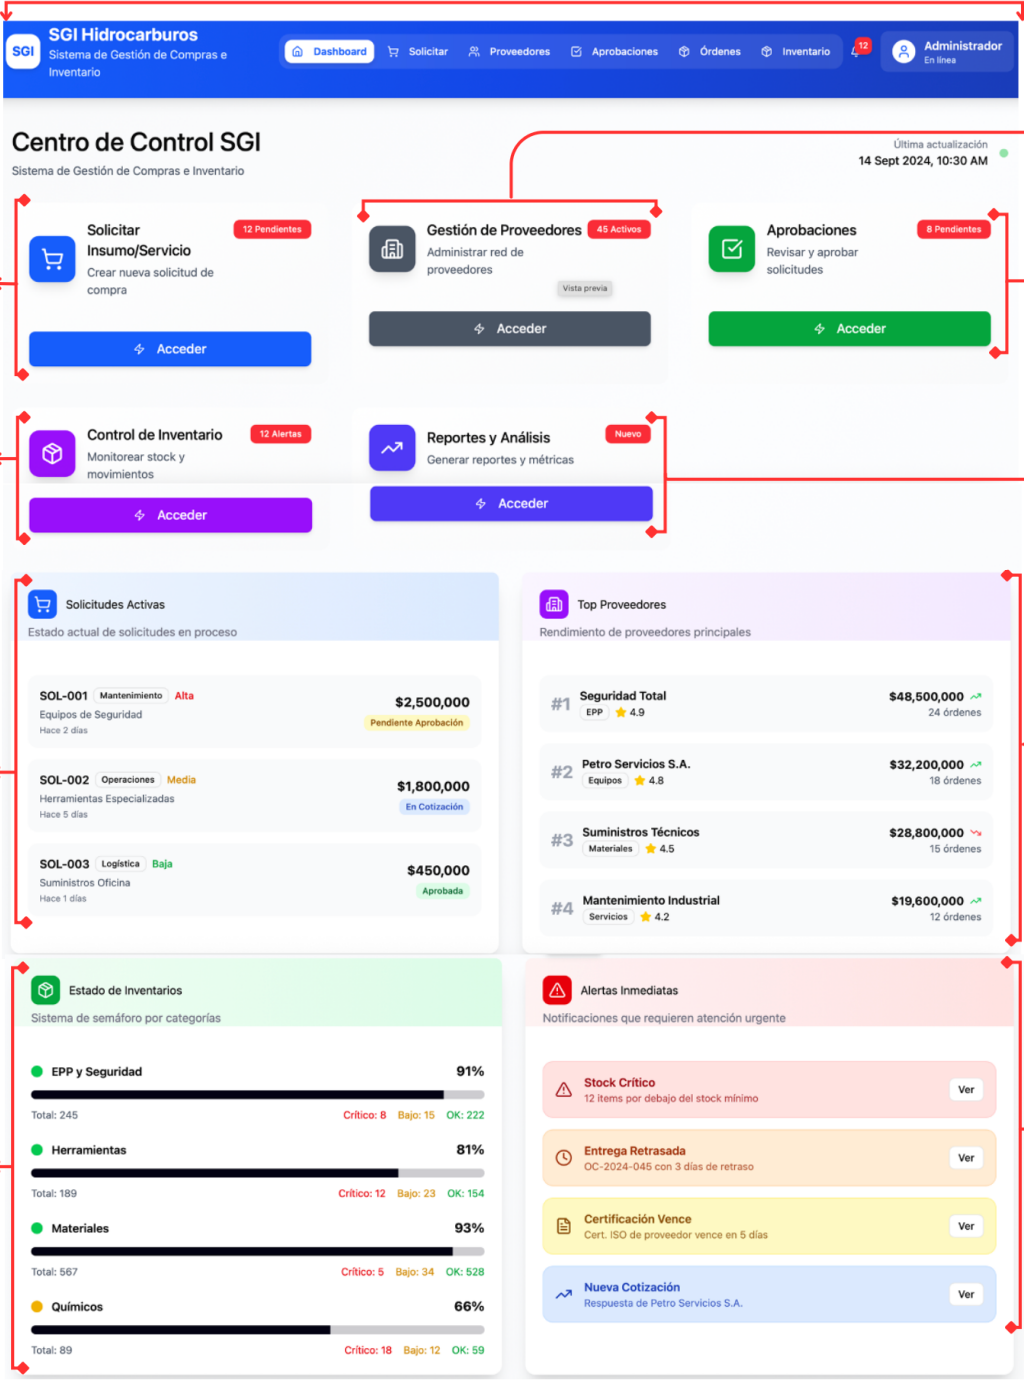 SGI
SGI Hidrocarburos
Sistema de Gestión de Compras e
Inventario
Dashboard
Solicitar
Proveedores
Aprobaciones
Órdenes
Inventario
12
Administrador
En línea
Centro de Control SGI
Sistema de Gestión de Compras e Inventario
Última actualización
14 Sept 2024, 10:30 AM
Solicitar
Insumo/Servicio
12 Pendientes
Crear nueva solicitud de
compra
Acceder
Gestión de Proveedores
45 Activos
Administrar red de
proveedores
Vista previa
Acceder
Aprobaciones
8 Pendientes
Revisar y aprobar
solicitudes
Acceder
Control de Inventario
12 Alertas
Monitorear stock y
movimientos
Acceder
Reportes y Análisis
Nuevo
Generar reportes y métricas
Acceder
Solicitudes Activas
Estado actual de solicitudes en proceso
SOL-001 Mantenimiento Alta
Equipos de Seguridad
Hace 2 días
$2,500,000
Pendiente Aprobación
SOL-002 Operaciones Media
Herramientas Especializadas
Hace 5 días
$1,800,000
En Cotización
SOL-003 Logística Baja
Suministros Oficina
Hace 1 días
$450,000
Aprobada
Top Proveedores
Rendimiento de proveedores principales
#1 Seguridad Total
EPP 4.9
$48,500,000
24 órdenes
#2 Petro Servicios S.A.
Equipos 4.8
$32,200,000
18 órdenes
#3 Suministros Técnicos
Materiales 4.5
$28,800,000
15 órdenes
#4 Mantenimiento Industrial
Servicios 4.2
$19,600,000
12 órdenes
Estado de Inventarios
Sistema de semáforo por categorías
EPP y Seguridad 91%
Total: 245 Crítico: 8 Bajo: 15 OK: 222
Herramientas 81%
Total: 189 Crítico: 12 Bajo: 23 OK: 154
Materiales 93%
Total: 567 Crítico: 5 Bajo: 34 OK: 528
Químicos 66%
Total: 89 Crítico: 18 Bajo: 12 OK: 59
Alertas Inmediatas
Notificaciones que requieren atención urgente
Stock Crítico
12 items por debajo del stock mínimo
Ver
Entrega Retrasada
OC-2024-045 con 3 días de retraso
Ver
Certificación Vence
Cert. ISO de proveedor vence en 5 días
Ver
Nueva Cotización
Respuesta de Petro Servicios S.A.
Ver